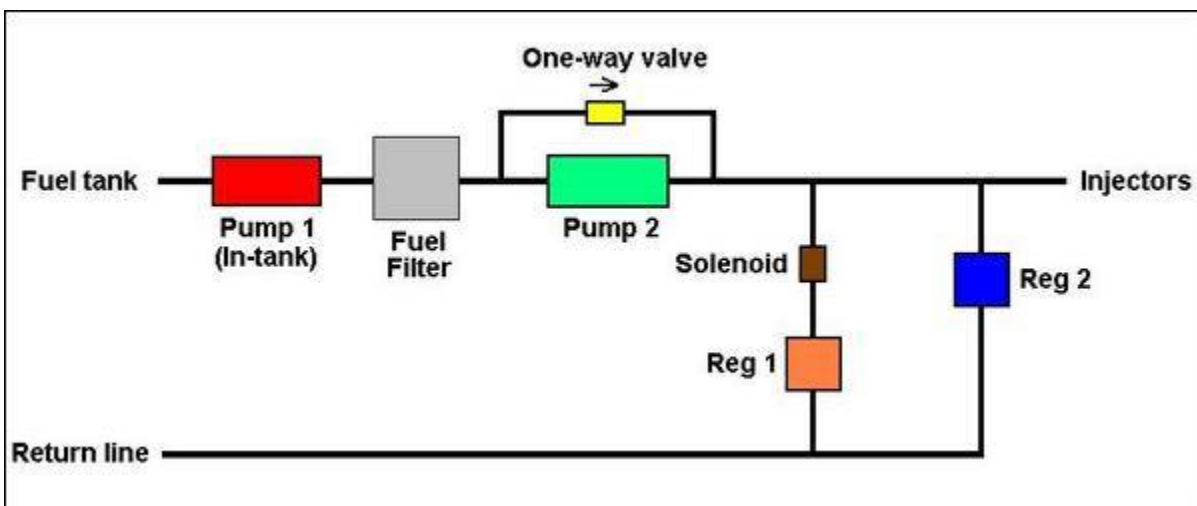 One-way valve
Fuel tank
Injectors
Pump 1
(In-tank)
Fuel
Filter
Pump 2
Solenoid
Reg 2
Reg 1
Return line